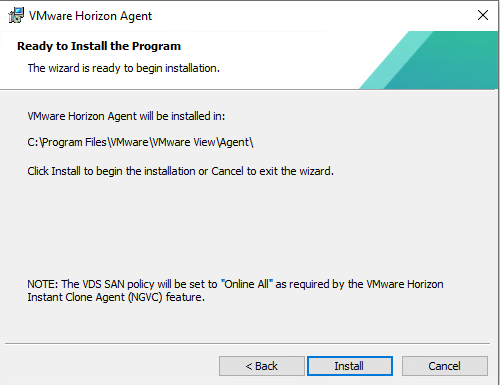 VMware Horizon Agent
Ready to Install the Program
The wizard is ready to begin installation.
VMware Horizon Agent will be installed in:
C:\Program Files\VMware\VMware View\Agent\
Click Install to begin the installation or Cancel to exit the wizard.
NOTE: The VDS SAN policy will be set to "Online All" as required by the VMware Horizon
Instant Clone Agent (NGVC) feature.
< Back
Install
Cancel